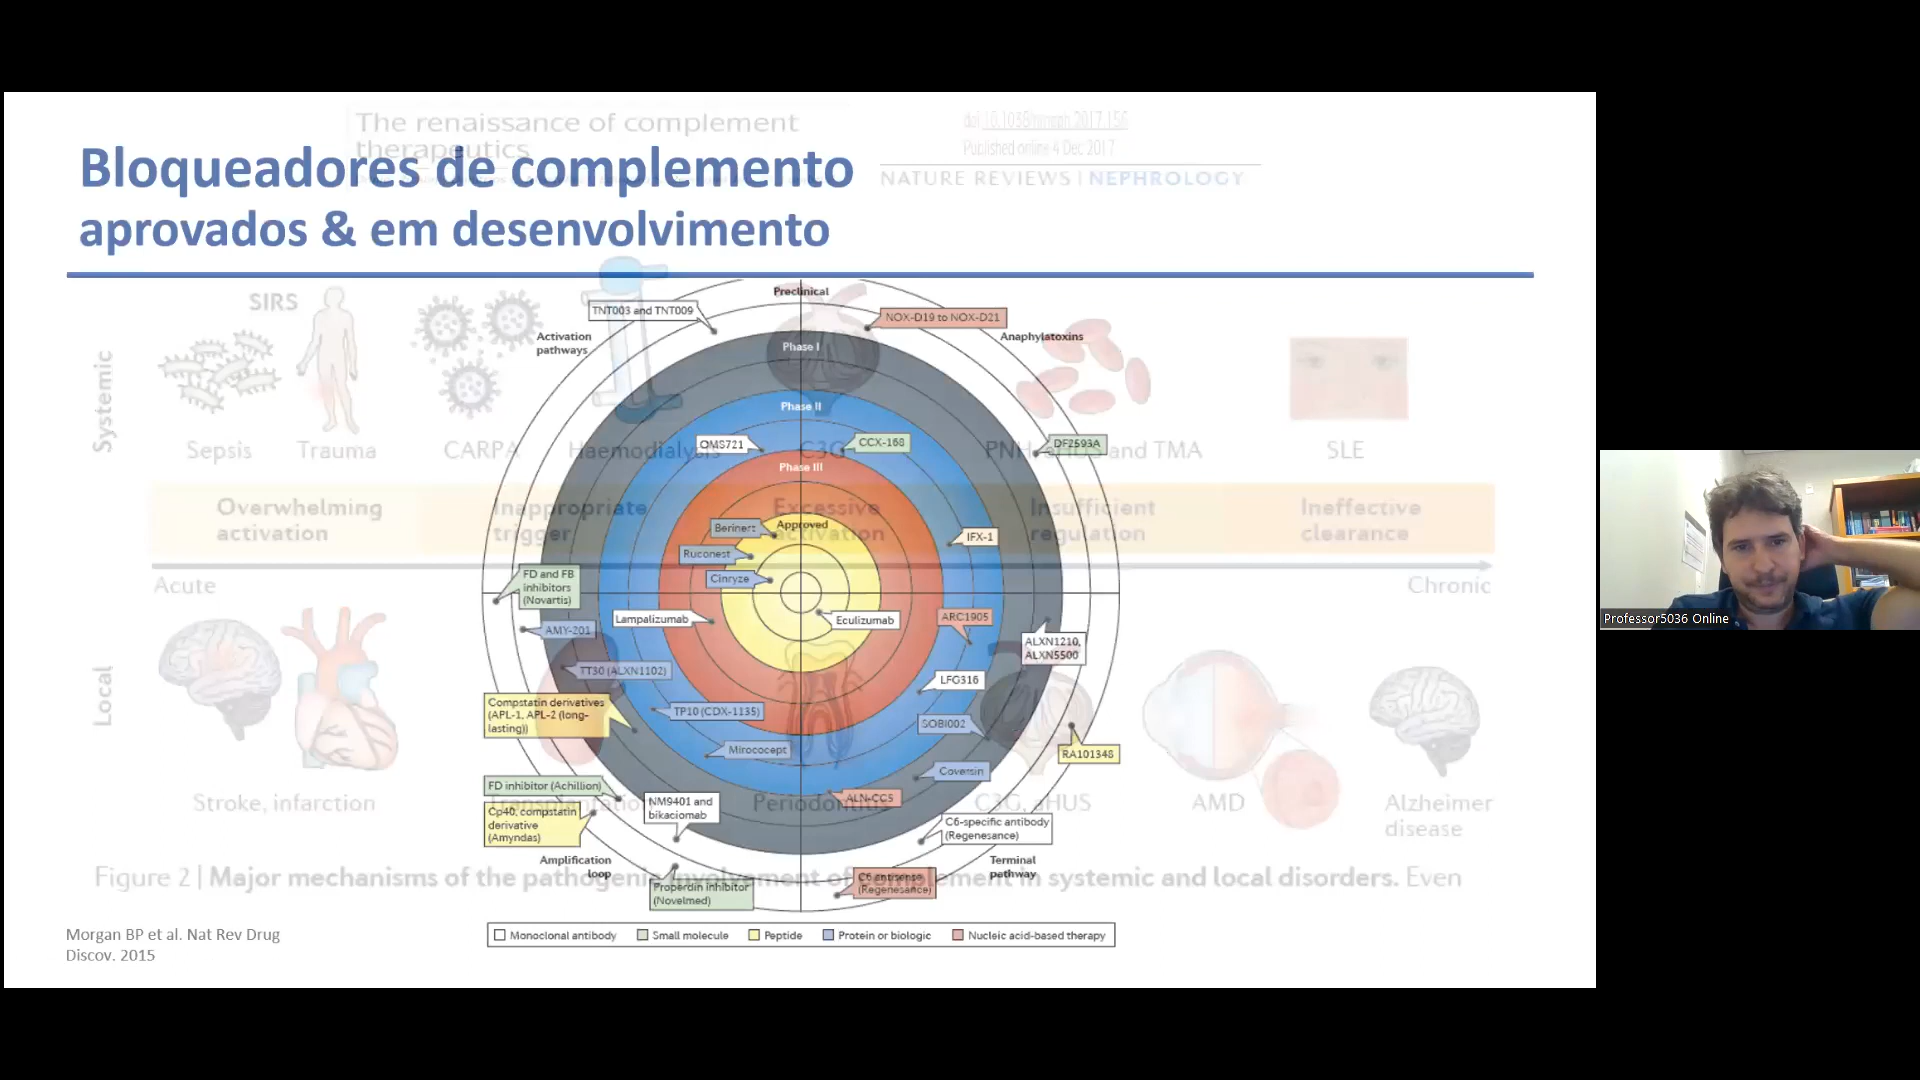 The renaissance of complement
therapeutics
Published online 4 Dec 2017
NATURE REVIEWS | NEPHROLOGY
Bloqueadores de complemento
aprovados & em desenvolvimento
SIRS
Systemic
Sepsis
Trauma
CARPA
Haemodialysis
C3G
PNH, aHUS and TMA
SLE
Overwhelming
activation
Inappropriate
trigger
Excessive
activation
Insufficient
regulation
Ineffective
clearance
Acute
Chronic
Local
Stroke, infarction
Transplantation
Periodontitis
C3G, aHUS
AMD
Alzheimer
disease
Preclinical
Phase I
Phase II
Phase III
Approved
Activation
pathways
Anaphylatoxins
Amplification
loop
Terminal
pathway
TNT003 and TNT009
NOX-D19 to NOX-D21
OMS721
CCX-168
DF2593A
Berinert
Ruconest
Cinryze
IFX-1
FD and FB
inhibitors
(Novartis)
AMY-201
Lampalizumab
Eculizumab
ARC1905
ALXN1210,
ALXN5500
TT30 (ALXN1102)
LFG316
Compstatin derivatives
(APL-1, APL-2 (long-
lasting))
TP10 (CDX-1135)
SOBI002
Mirococept
RA101348
Coversin
FD inhibitor (Achillion)
ALN-CC5
NM9401 and
bikaciomab
Cp40, compstatin
derivative
(Amyndas)
C6-specific antibody
(Regenesance)
Properdin inhibitor
(Novelmed)
C6 antisense
(Regenesance)
Figure 2 | Major mechanisms of the pathogenic involvement of complement in systemic and local disorders. Even
Monoclonal antibody
Small molecule
Peptide
Protein or biologic
Nucleic acid-based therapy
Morgan BP et al. Nat Rev Drug
Discov. 2015
Professor5036 Online